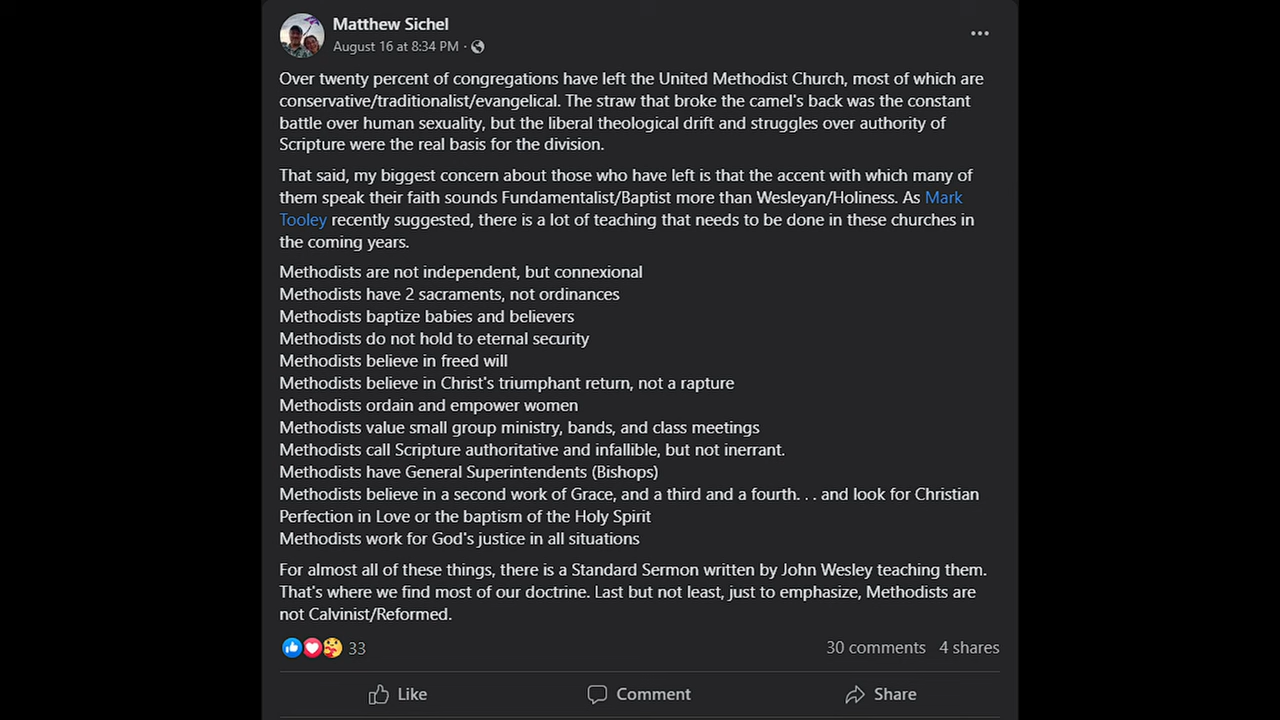 Matthew Sichel
August 16 at 8:34 PM ·
Over twenty percent of congregations have left the United Methodist Church, most of which are
conservative/traditionalist/evangelical. The straw that broke the camel's back was the constant
battle over human sexuality, but the liberal theological drift and struggles over authority of
Scripture were the real basis for the division.
That said, my biggest concern about those who have left is that the accent with which many of
them speak their faith sounds Fundamentalist/Baptist more than Wesleyan/Holiness. As Mark
Tooley recently suggested, there is a lot of teaching that needs to be done in these churches in
the coming years.
Methodists are not independent, but connexional
Methodists have 2 sacraments, not ordinances
Methodists baptize babies and believers
Methodists do not hold to eternal security
Methodists believe in freed will
Methodists believe in Christ's triumphant return, not a rapture
Methodists ordain and empower women
Methodists value small group ministry, bands, and class meetings
Methodists call Scripture authoritative and infallible, but not inerrant.
Methodists have General Superintendents (Bishops)
Methodists believe in a second work of Grace, and a third and a fourth. . . and look for Christian
Perfection in Love or the baptism of the Holy Spirit
Methodists work for God's justice in all situations
For almost all of these things, there is a Standard Sermon written by John Wesley teaching them.
That's where we find most of our doctrine. Last but not least, just to emphasize, Methodists are
not Calvinist/Reformed.
33 30 comments 4 shares
Like Comment Share